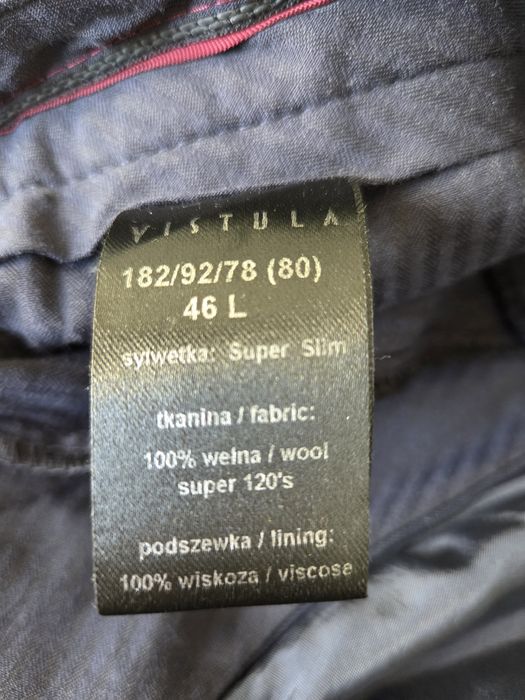 VISTULA
182/92/78 (80)
46 L
sylwetka: Super Slim
tkanina / fabric:
100% wełna / wool
super 120's
podszewka / lining:
100% wiskoza / viscose